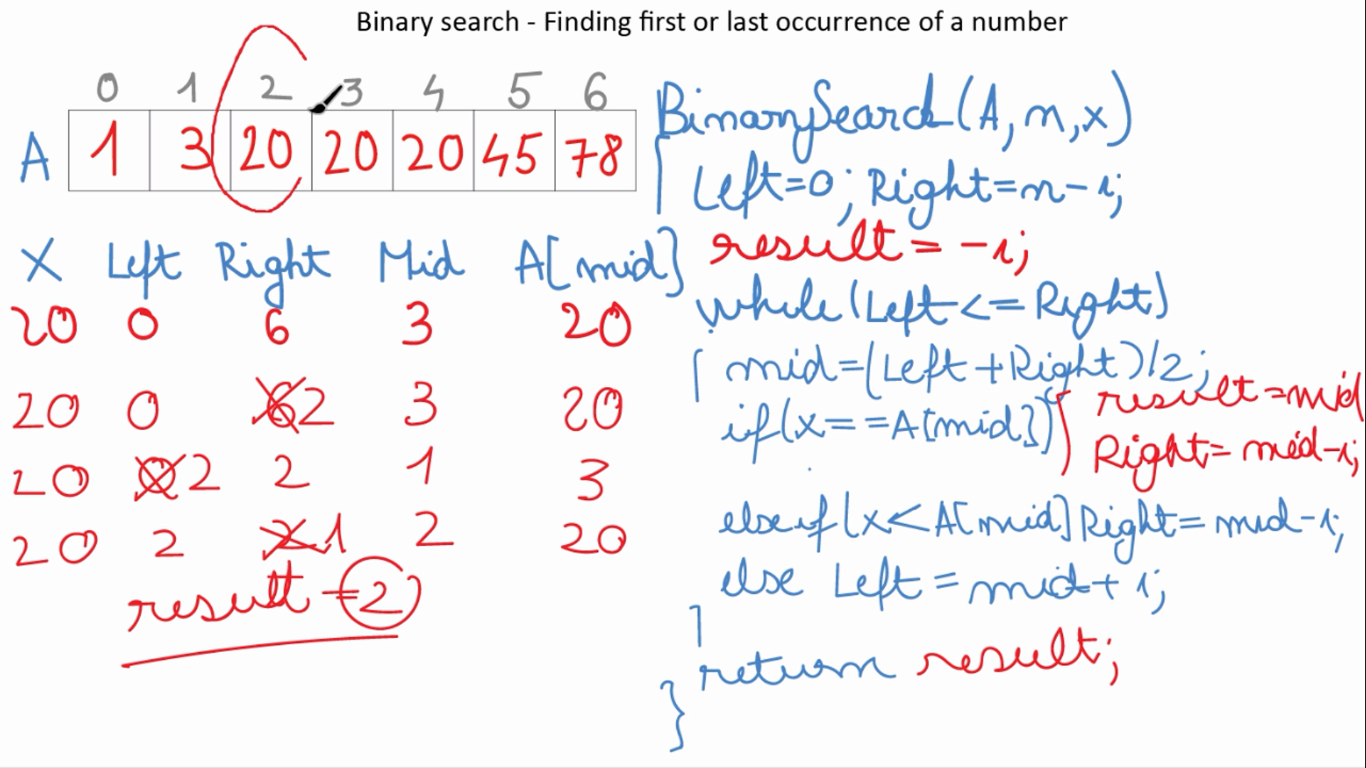 Binary search - Finding first or last occurrence of a number
0 1 2 3 4 5 6
A 1 3 20 20 20 45 78
X Left Right Mid A[mid]
20 0 6 3 20
20 0 6 2 3 20
20 0 2 2 1 3
20 2 2 1 2 20
result = 2
BinarySearch(A, n, x)
{
Left=0; Right=n-1;
result = -1;
while(Left <= Right)
{ mid=(Left+Right)/2;
if(x==A[mid]) { result=mid
Right=mid-1;
elseif(x<A[mid] Right=mid-1;
else Left = mid+1;
}
return result;
}